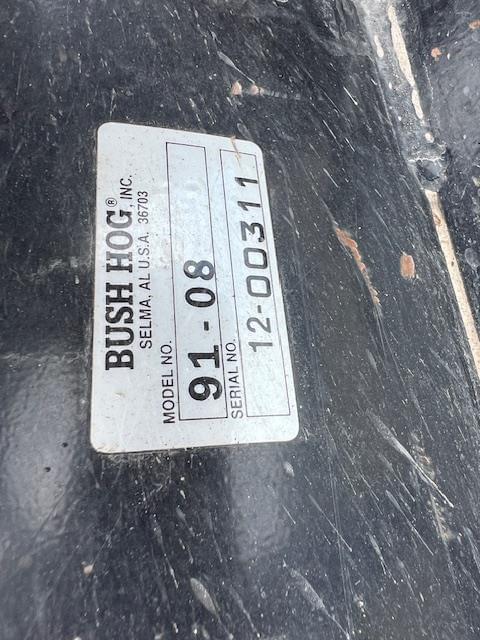 BUSH HOG®, INC.
SELMA, AL U.S.A. 36703
MODEL NO.
91-08
SERIAL NO.
12-00311